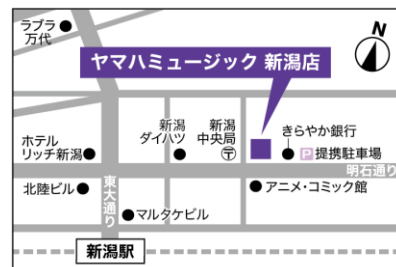 ラブラ
万代
N
ヤマハミュージック 新潟店
新潟
ダイハツ
新潟
中央局
〒
きらやか銀行
P 提携駐車場
ホテル
リッチ新潟
明石通り
北陸ビル
東大通り
アニメ・コミック館
マルタケビル
新潟駅